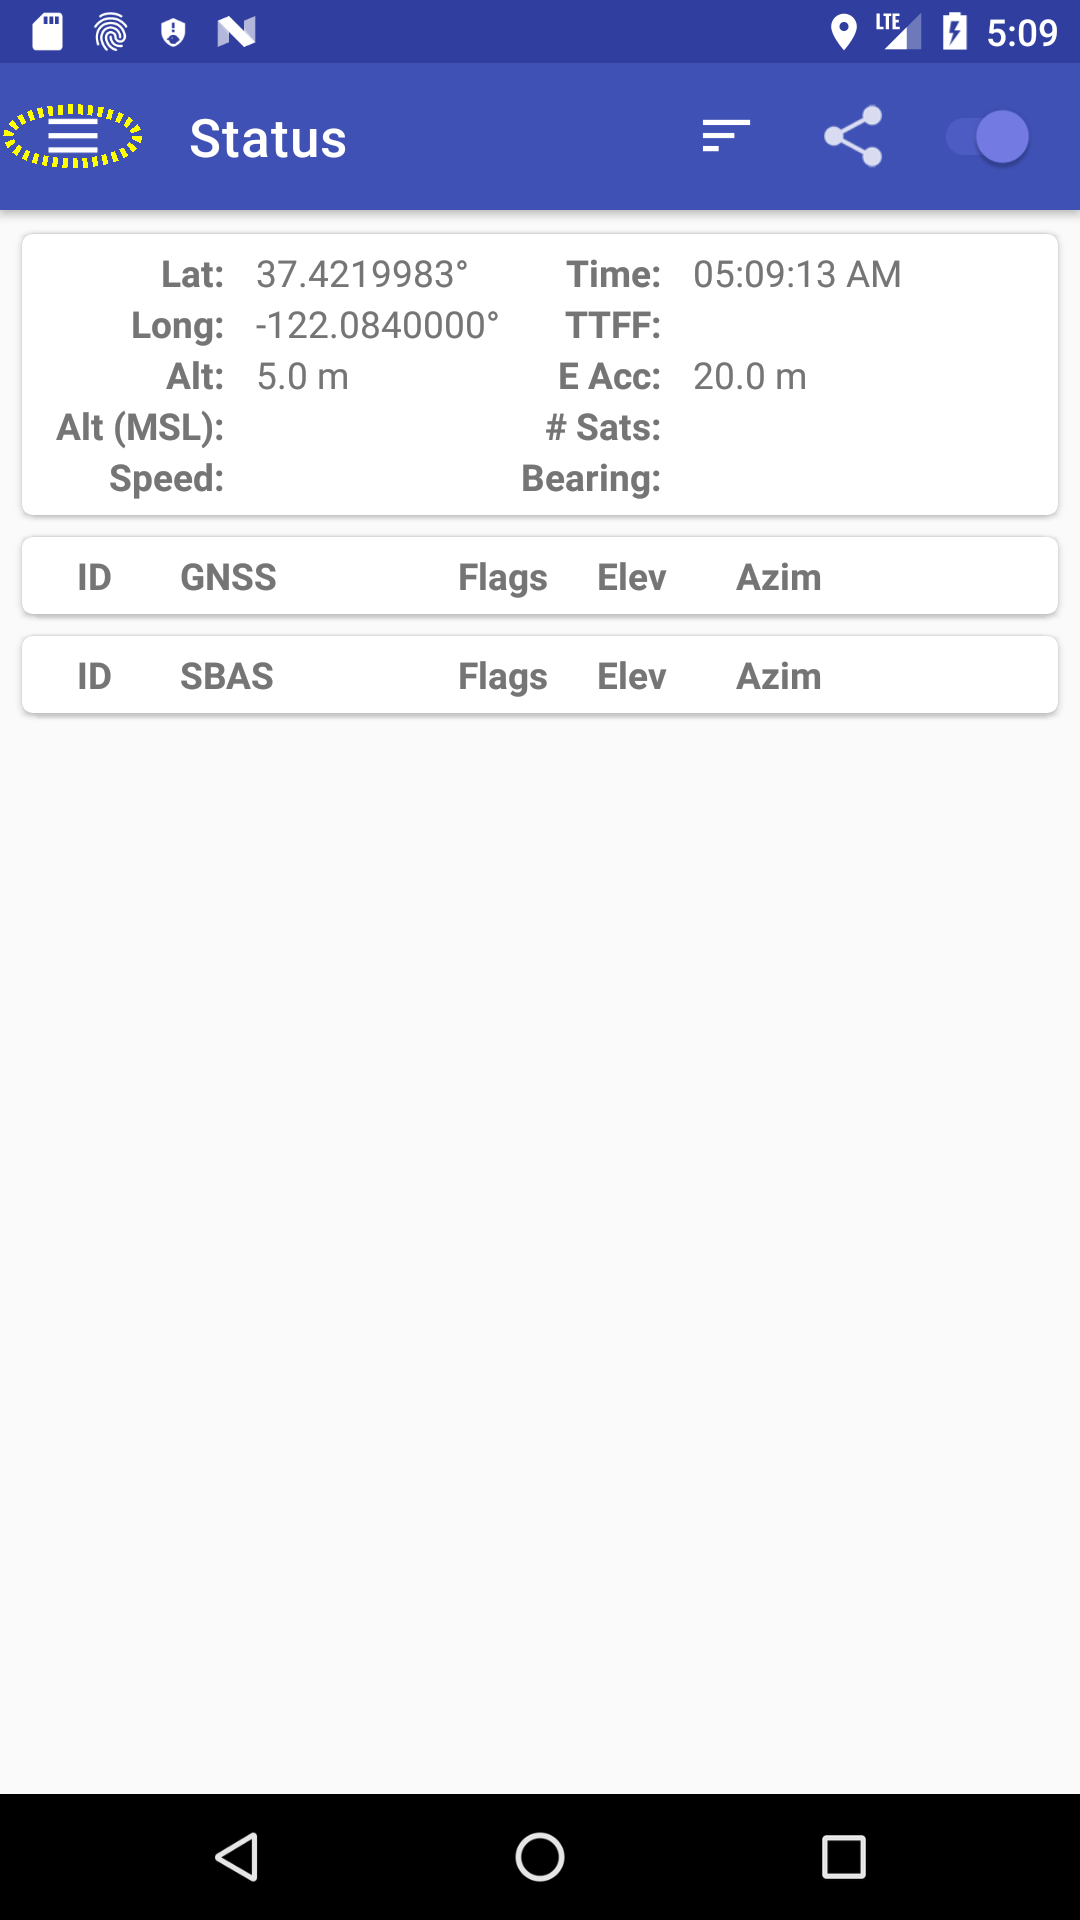 LTE 5:09
Status
Lat: 37.4219983° Time: 05:09:13 AM
Long: -122.0840000° TTFF:
Alt: 5.0 m E Acc: 20.0 m
Alt (MSL): # Sats:
Speed: Bearing:
ID GNSS Flags Elev Azim
ID SBAS Flags Elev Azim